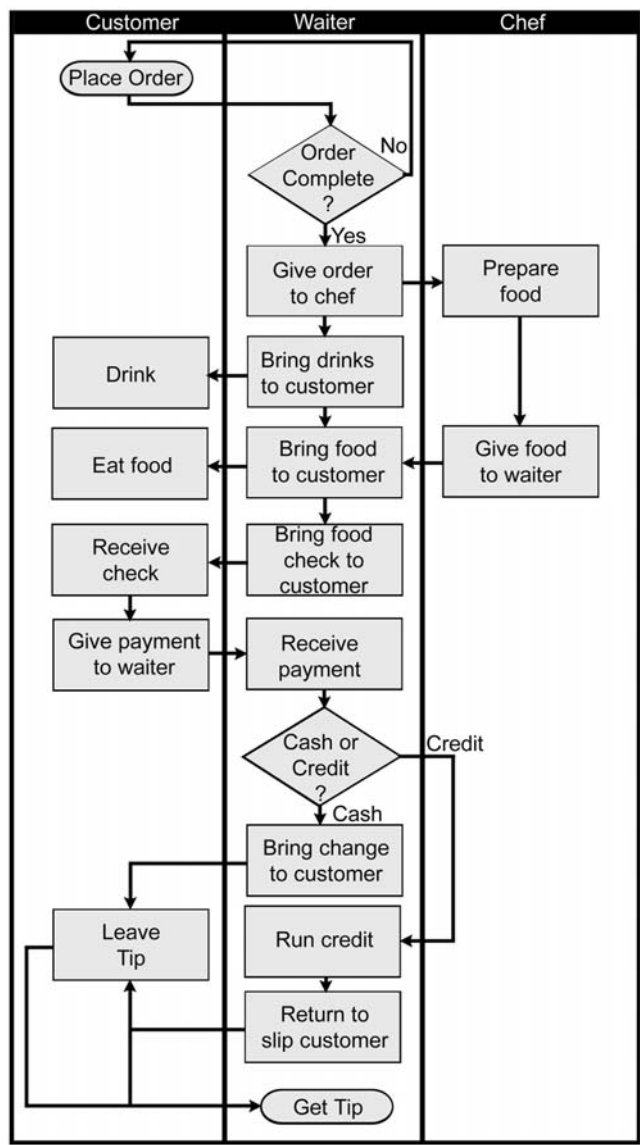 Customer
Waiter
Chef
Place Order
No
Order
Complete
?
Yes
Give order
to chef
Prepare
food
Drink
Bring drinks
to customer
Eat food
Bring food
to customer
Give food
to waiter
Receive
check
Bring food
check to
customer
Give payment
to waiter
Receive
payment
Cash or
Credit
?
Credit
Cash
Bring change
to customer
Leave
Tip
Run credit
Return to
slip customer
Get Tip